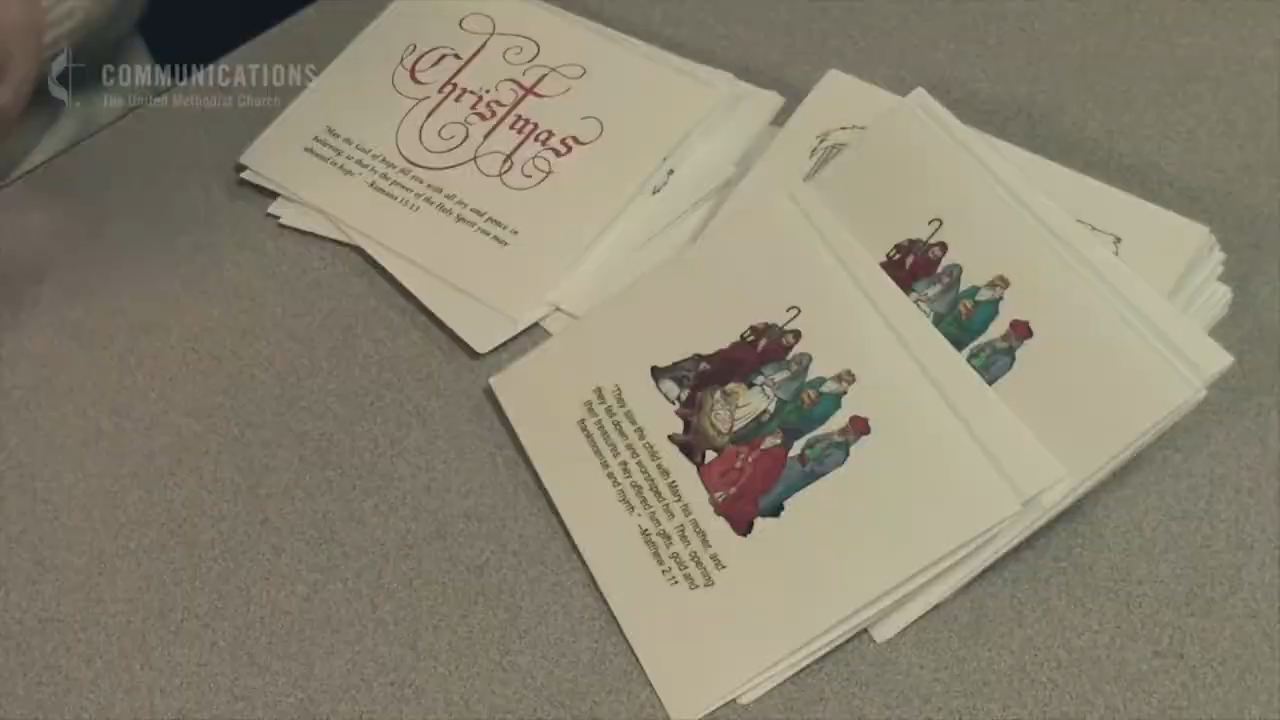 COMMUNICATIONS
The United Methodist Church
Christmas
"May the God of hope fill you with all joy and peace in
believing, so that by the power of the Holy Spirit you may
abound in hope." –Romans 15:13
"They saw the child with Mary his mother, and
they fell down and worshiped him. Then, opening
their treasures, they offered him gifts, gold and
frankincense and myrrh." –Matthew 2:11